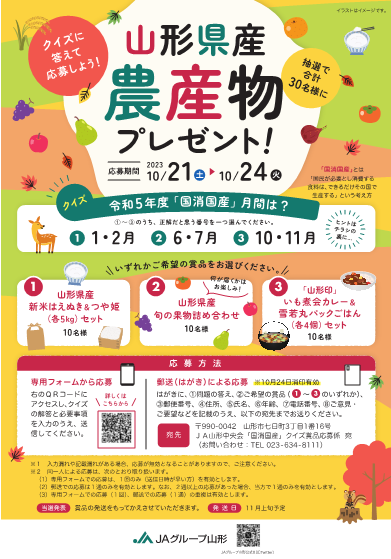 イラストはイメージです。
クイズに
答えて
応募しよう!
山形県産
農産物
プレゼント!
抽選で
合計
30名様に
応募期間
2023
10/21土▶10/24火
「国消国産」とは
「国民が必要とし消費する
食料は、できるだけその国で
生産する」という考え方
クイズ
令和5年度「国消国産」月間は?
①〜③のうち、正解だと思う番号を一つ選んでください。
1 1・2月 2 6・7月 3 10・11月
ヒントは
チラシの
裏に…
いずれかご希望の賞品をお選びください。
1
山形県産
新米はえぬき&つや姫
(各5kg)セット
10名様
2
何が届くかは
お楽しみ!
山形県産
旬の果物詰め合わせ
10名様
3
「山形印」
いも煮会カレー&
雪若丸パックごはん
(各4個)セット
10名様
応募方法
専用フォームから応募
右のQRコードに
アクセスし、クイズ
の解答と必要事項
を入力のうえ、送
信してください。
詳しくは
こちらから
郵送(はがき)による応募 ※10月24日消印有効
はがきに、①問題の答え、②ご希望の賞品(1〜3のいずれか)、
③郵便番号、④住所、⑤氏名、⑥年齢、⑦電話番号、⑧ご意見・
ご要望などを記載のうえ、以下の宛先までお送りください。
宛先
〒990-0042 山形市七日町3丁目1番16号
JA山形中央会「国消国産」クイズ賞品応募係 宛
(お問い合わせ:TEL 023-634-8111)
※1 入力漏れや記載漏れがある場合、応募が無効となることがありますので、ご注意ください。
※2 同一人による応募は、次のとおり取り扱います。
(1)専用フォームでの応募は、1回のみ(送信日時が早い方)を有効とします。
(2)郵送での応募は1通のみを有効とします。なお、2通以上の応募があった場合、当方で1通のみを有効とします。
(3)専用フォームでの応募(1回)、郵送での応募(1通)の重複は有効とします。
当選発表 賞品の発送をもってかえさせていただきます。 発送日 11月上旬予定
JAグループ山形